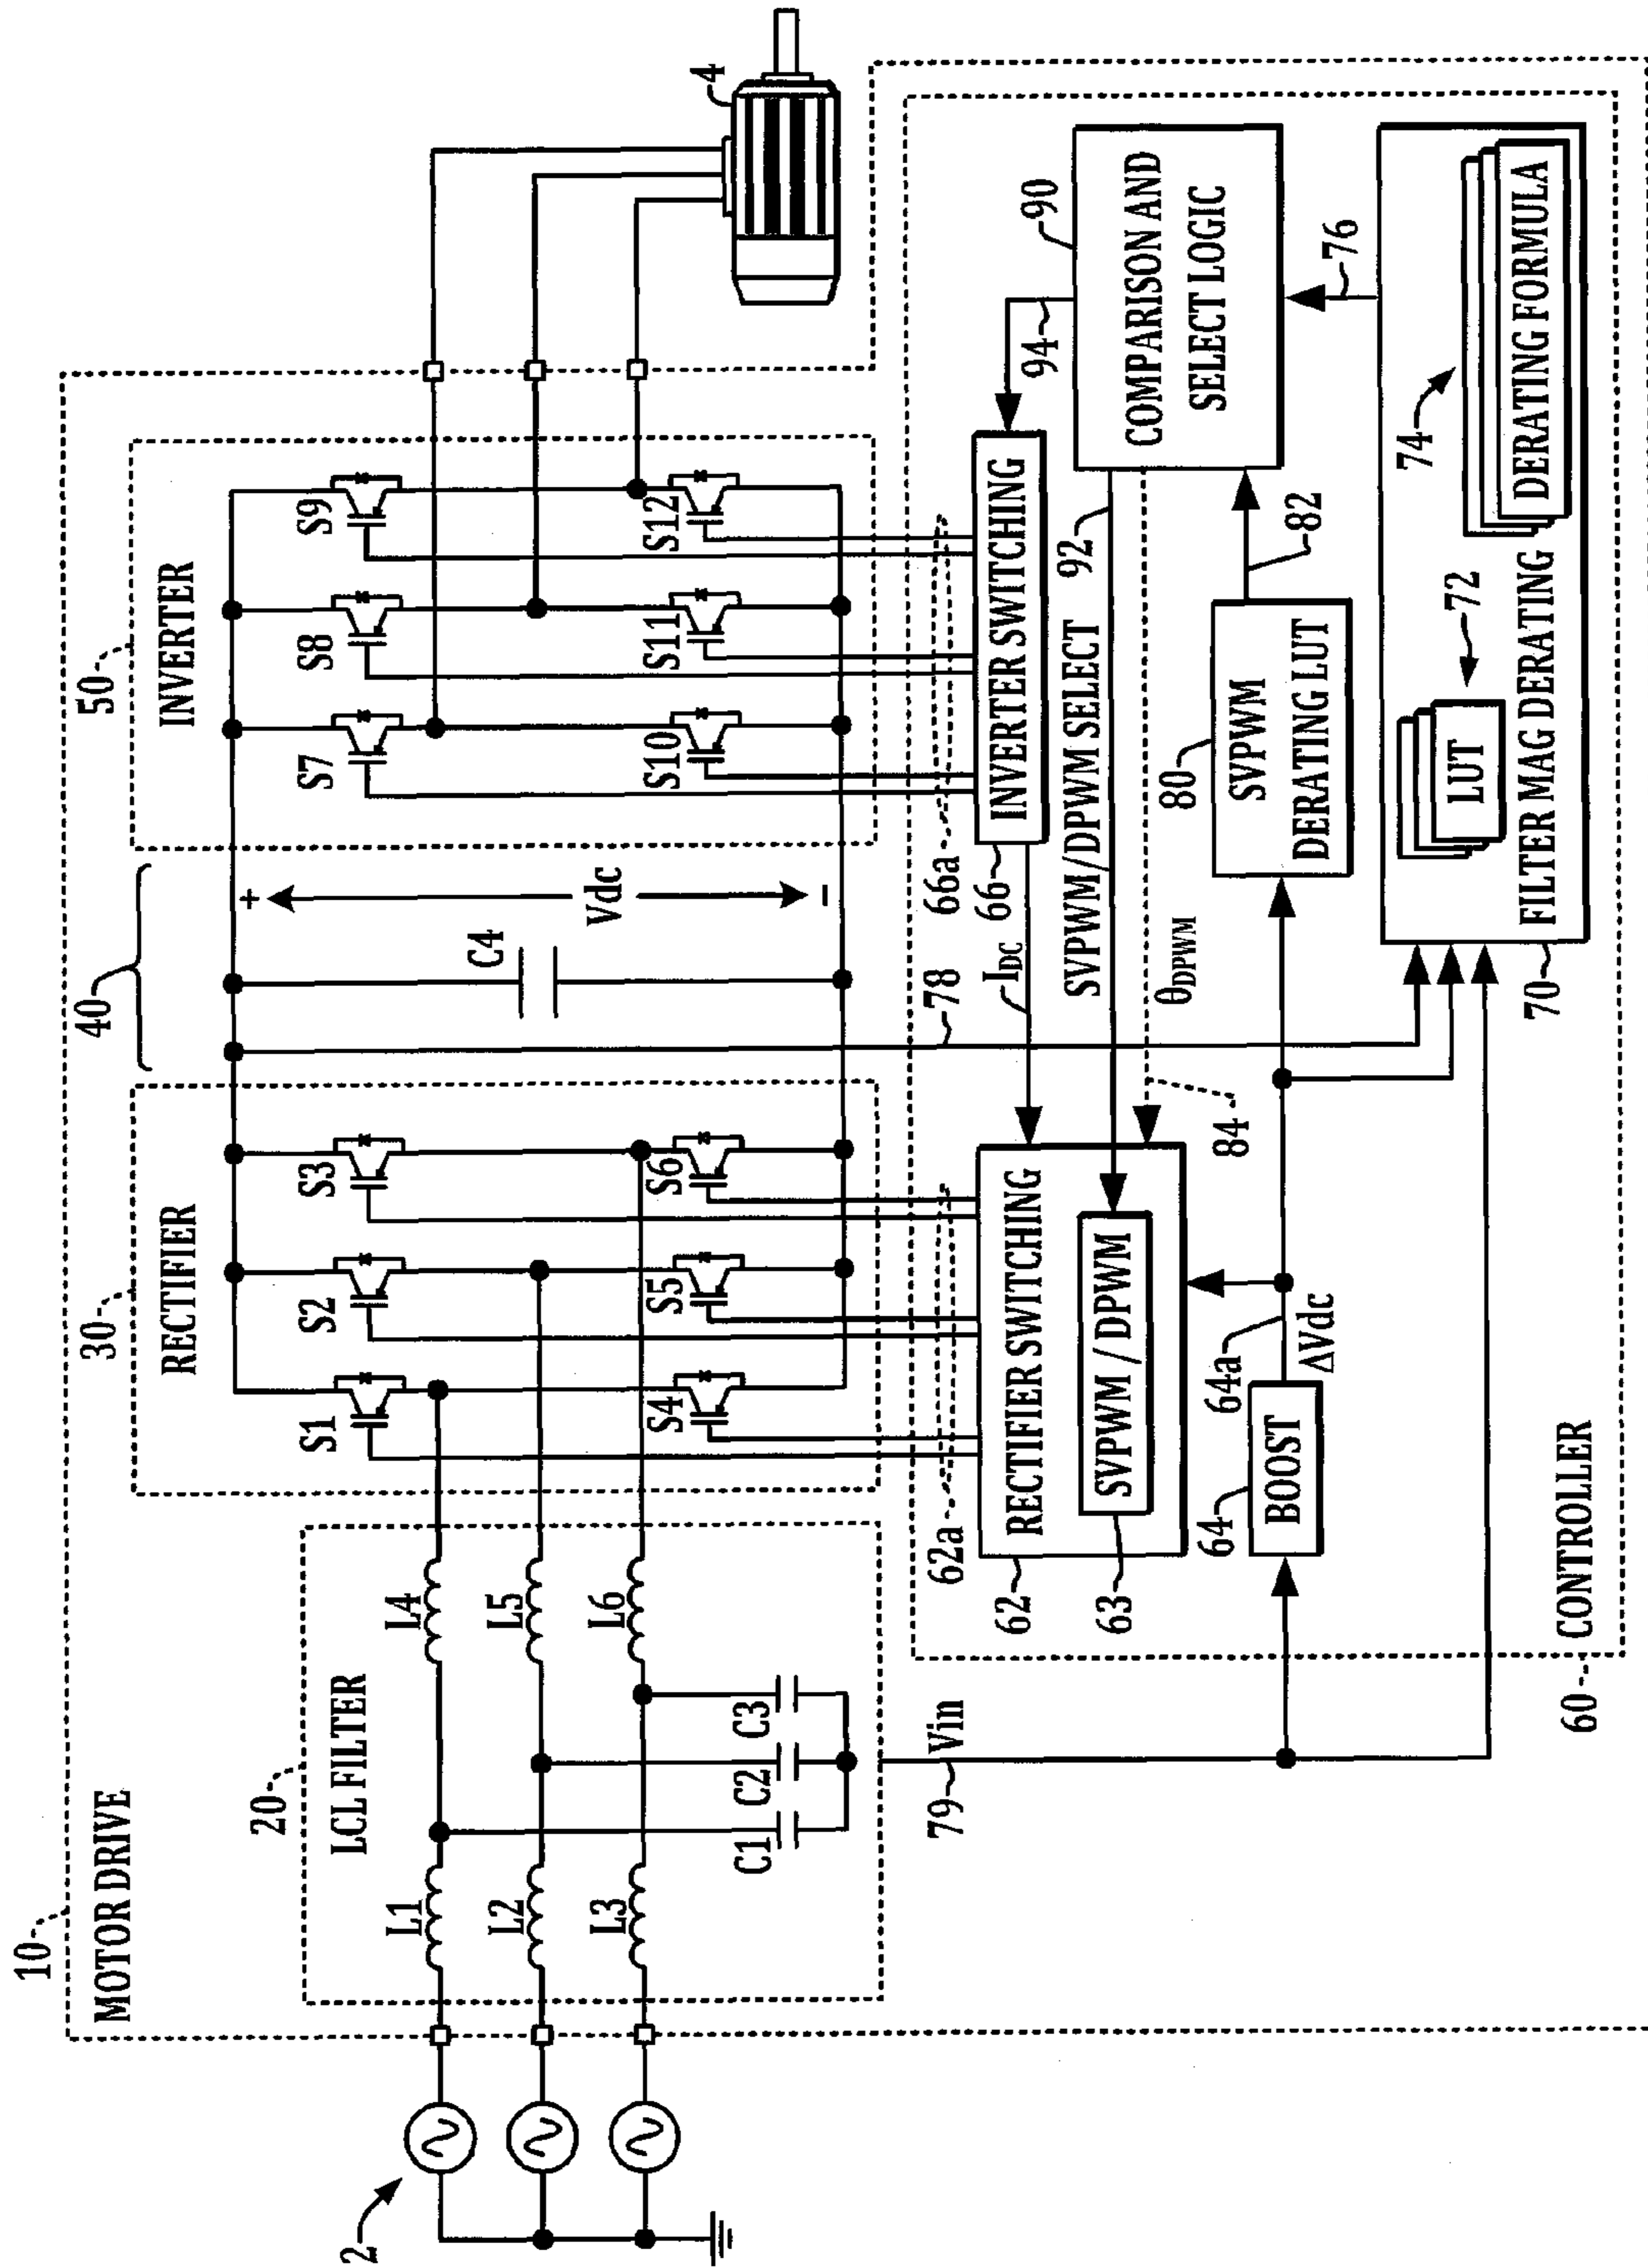 10
MOTOR DRIVE
20
LCL FILTER
L1
L2
L3
L4
L5
L6
C1
C2
C3
2
30
RECTIFIER
S1
S2
S3
S4
S5
S6
40
C4
+
Vdc
-
50
INVERTER
S7
S8
S9
S10
S11
S12
4
79
Vin
62a
62
RECTIFIER SWITCHING
SVPWM / DPWM
63
64
BOOST
64a
ΔVdc
84
78
IDC
66a
66
INVERTER SWITCHING
SVPWM/DPWM SELECT
92
θDPWM
94
90
COMPARISON AND
SELECT LOGIC
80
SVPWM
DERATING LUT
82
76
70
LUT
72
74
DERATING FORMULA
FILTER MAG DERATING
60
CONTROLLER